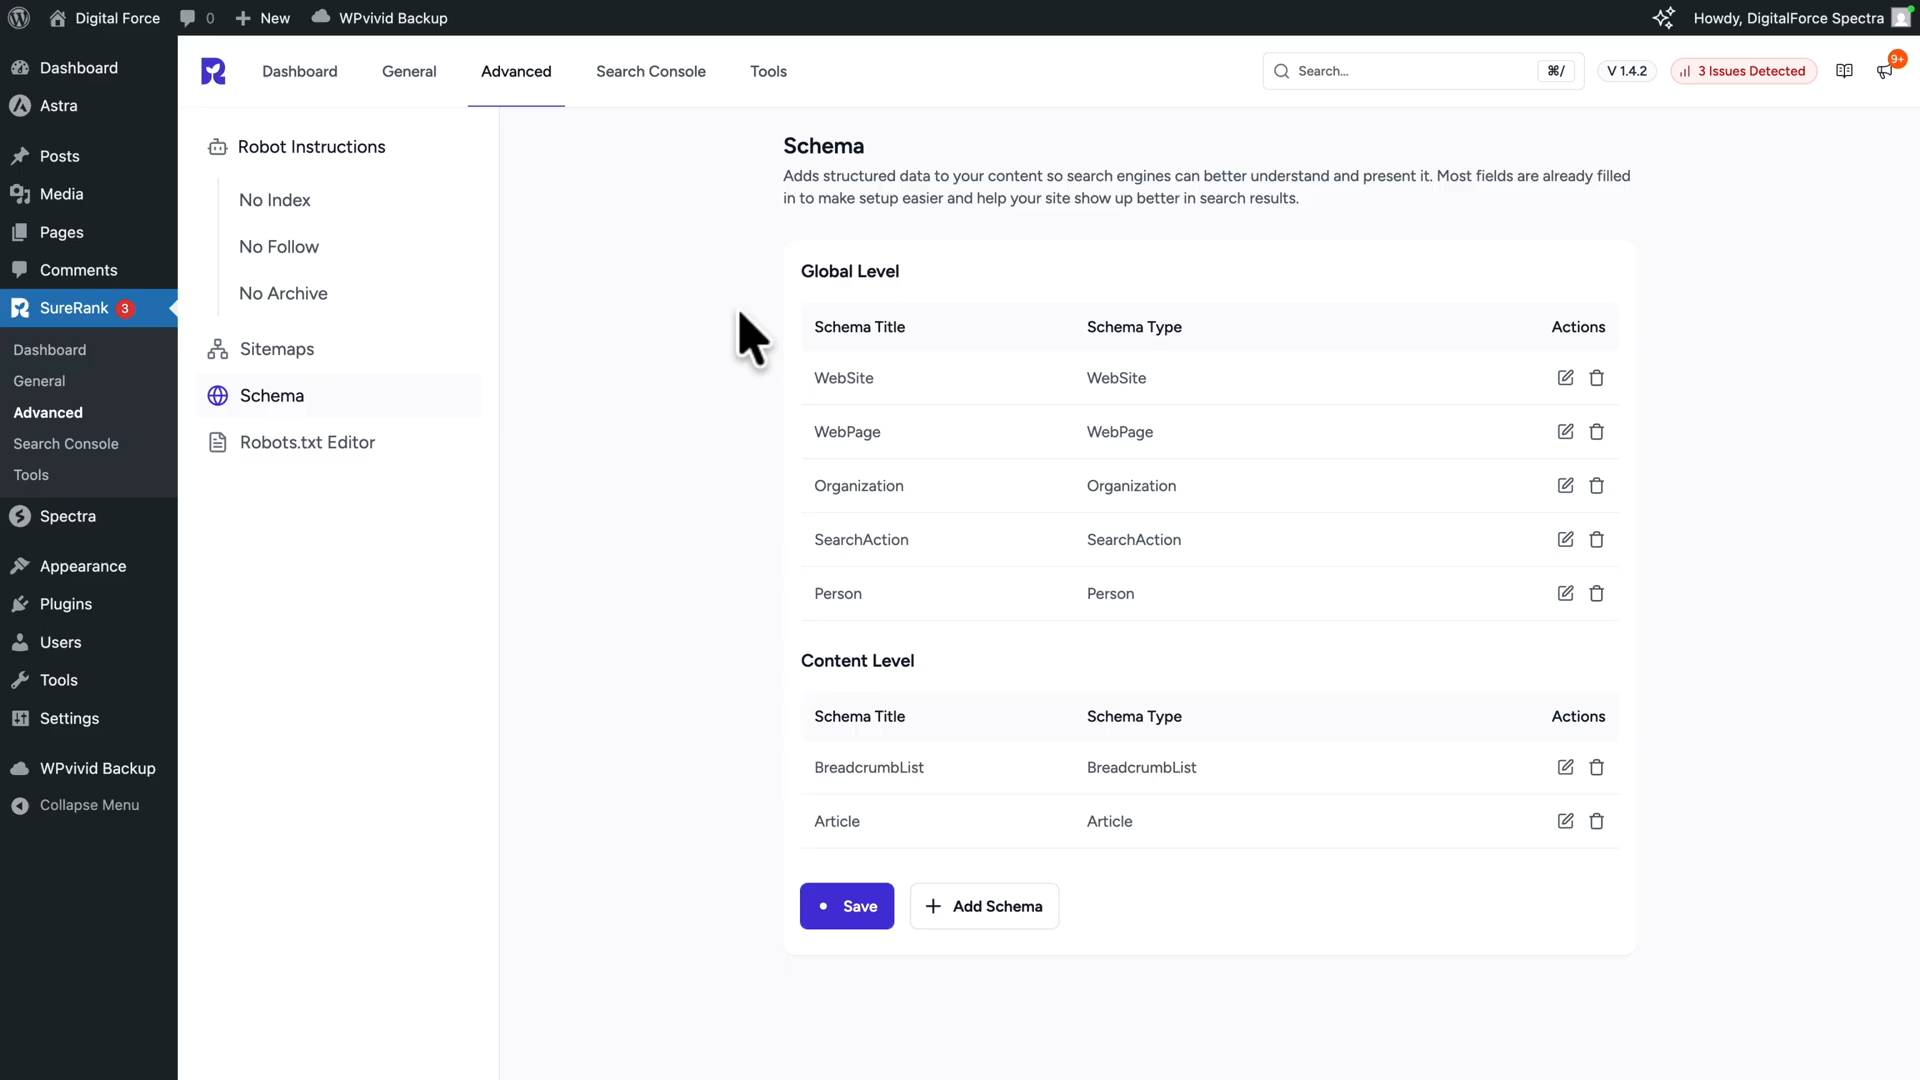 Digital Force
0
New
WPvivid Backup
Howdy, DigitalForce Spectra
Dashboard
Astra
Posts
Media
Pages
Comments
SureRank 3
Dashboard
General
Advanced
Search Console
Tools
Spectra
Appearance
Plugins
Users
Tools
Settings
WPvivid Backup
Collapse Menu
Dashboard
General
Advanced
Search Console
Tools
Search...
⌘/
V 1.4.2
3 Issues Detected
9+
Robot Instructions
No Index
No Follow
No Archive
Sitemaps
Schema
Robots.txt Editor
Schema
Adds structured data to your content so search engines can better understand and present it. Most fields are already filled
in to make setup easier and help your site show up better in search results.
Global Level
Schema Title Schema Type Actions
WebSite WebSite
WebPage WebPage
Organization Organization
SearchAction SearchAction
Person Person
Content Level
Schema Title Schema Type Actions
BreadcrumbList BreadcrumbList
Article Article
Save
Add Schema